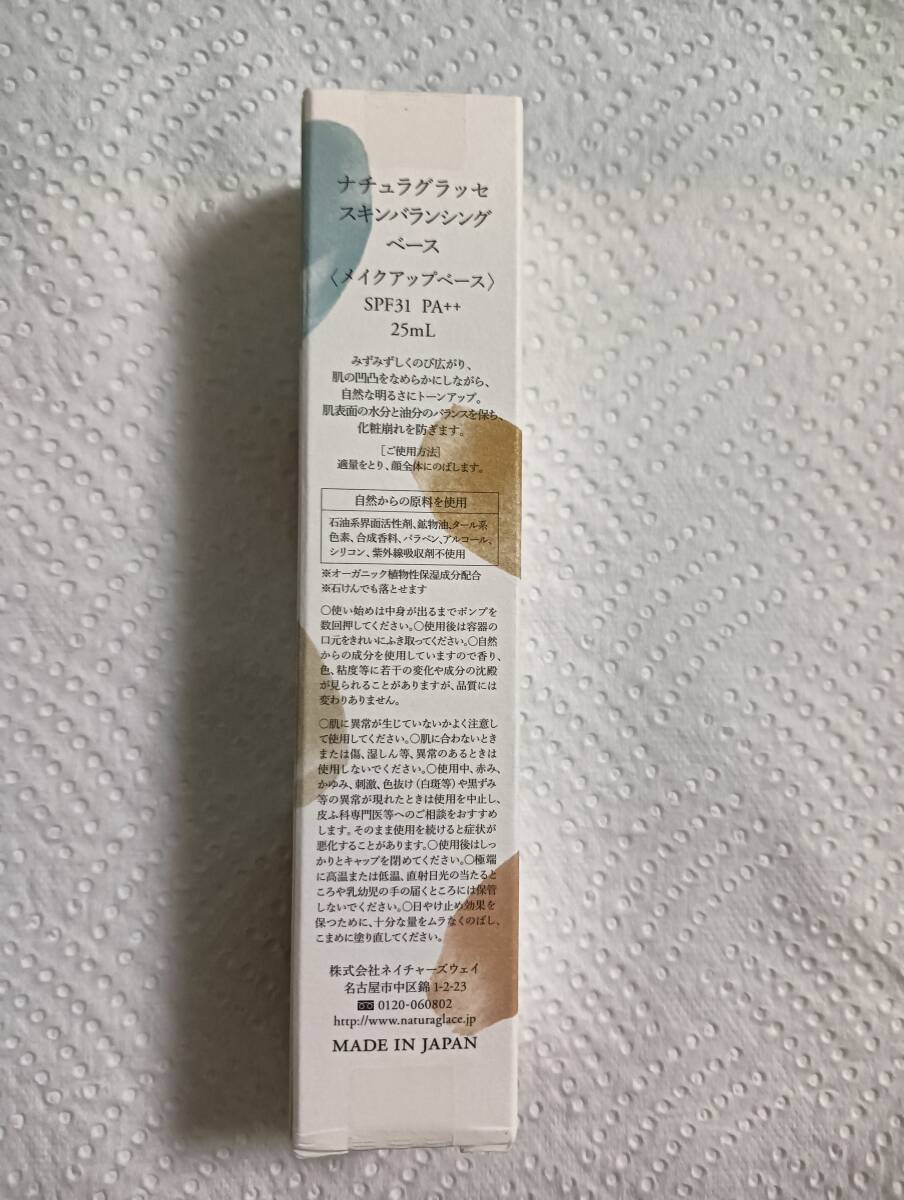 ナチュラグラッセ
スキンバランシング
ベース
〈メイクアップベース〉
SPF31 PA++
25mL
みずみずしくのび広がり、
肌の凹凸をなめらかにしながら、
自然な明るさにトーンアップ。
肌表面の水分と油分のバランスを保ち、
化粧崩れを防ぎます。
［ご使用方法］
適量をとり、顔全体にのばします。
自然からの原料を使用
石油系界面活性剤、鉱物油、タール系
色素、合成香料、パラベン、アルコール、
シリコン、紫外線吸収剤不使用
※オーガニック植物性保湿成分配合
※石けんでも落とせます
○使い始めは中身が出るまでポンプを
数回押してください。○使用後は容器の
口元をきれいにふき取ってください。○自然
からの成分を使用していますので香り、
色、粘度等に若干の変化や成分の沈殿
が見られることがありますが、品質には
変わりありません。
○肌に異常が生じていないかよく注意し
て使用してください。○肌に合わないとき
または傷、湿しん等、異常のあるときは
使用しないでください。○使用中、赤み、
かゆみ、刺激、色抜け（白斑等）や黒ずみ
等の異常が現れたときは使用を中止し、
皮ふ科専門医等へのご相談をおすすめ
します。そのまま使用を続けると症状が
悪化することがあります。○使用後はしっ
かりとキャップを閉めてください。○極端
に高温または低温、直射日光の当たると
ころや乳幼児の手の届くところには保管
しないでください。○日やけ止め効果を
保つために、十分な量をムラなくのばし、
こまめに塗り直してください。
株式会社ネイチャーズウェイ
名古屋市中区錦 1-2-23
0120-060802
http://www.naturaglace.jp
MADE IN JAPAN